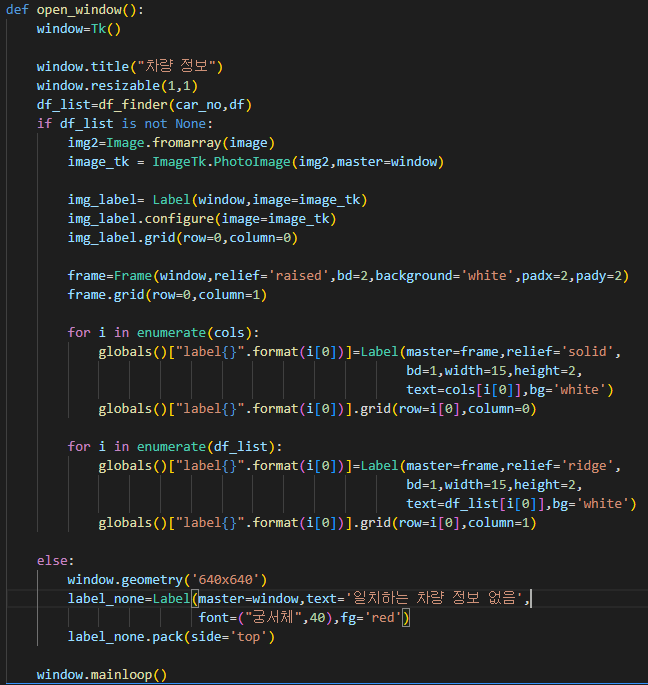 def open_window():
    window=Tk()

    window.title("차량 정보")
    window.resizable(1,1)
    df_list=df_finder(car_no,df)
    if df_list is not None:
        img2=Image.fromarray(image)
        image_tk = ImageTk.PhotoImage(img2,master=window)

        img_label= Label(window,image=image_tk)
        img_label.configure(image=image_tk)
        img_label.grid(row=0,column=0)

        frame=Frame(window,relief='raised',bd=2,background='white',padx=2,pady=2)
        frame.grid(row=0,column=1)

        for i in enumerate(cols):
            globals()["label{}".format(i[0])]=Label(master=frame,relief='solid',
                                                    bd=1,width=15,height=2,
                                                    text=cols[i[0]],bg='white')
            globals()["label{}".format(i[0])].grid(row=i[0],column=0)

        for i in enumerate(df_list):
            globals()["label{}".format(i[0])]=Label(master=frame,relief='ridge',
                                                    bd=1,width=15,height=2,
                                                    text=df_list[i[0]],bg='white')
            globals()["label{}".format(i[0])].grid(row=i[0],column=1)

    else:
        window.geometry('640x640')
        label_none=Label(master=window,text='일치하는 차량 정보 없음',
                         font=("궁서체",40),fg='red')
        label_none.pack(side='top')

    window.mainloop()